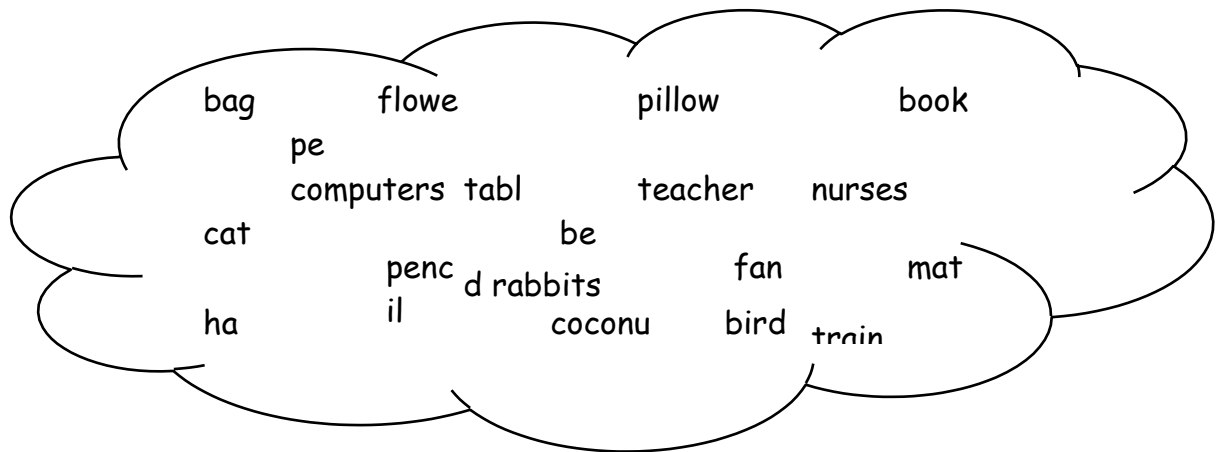 bag flowe pillow book
pe
computers tabl teacher nurses
cat be
penc fan mat
d rabbits
il
ha coconu bird train